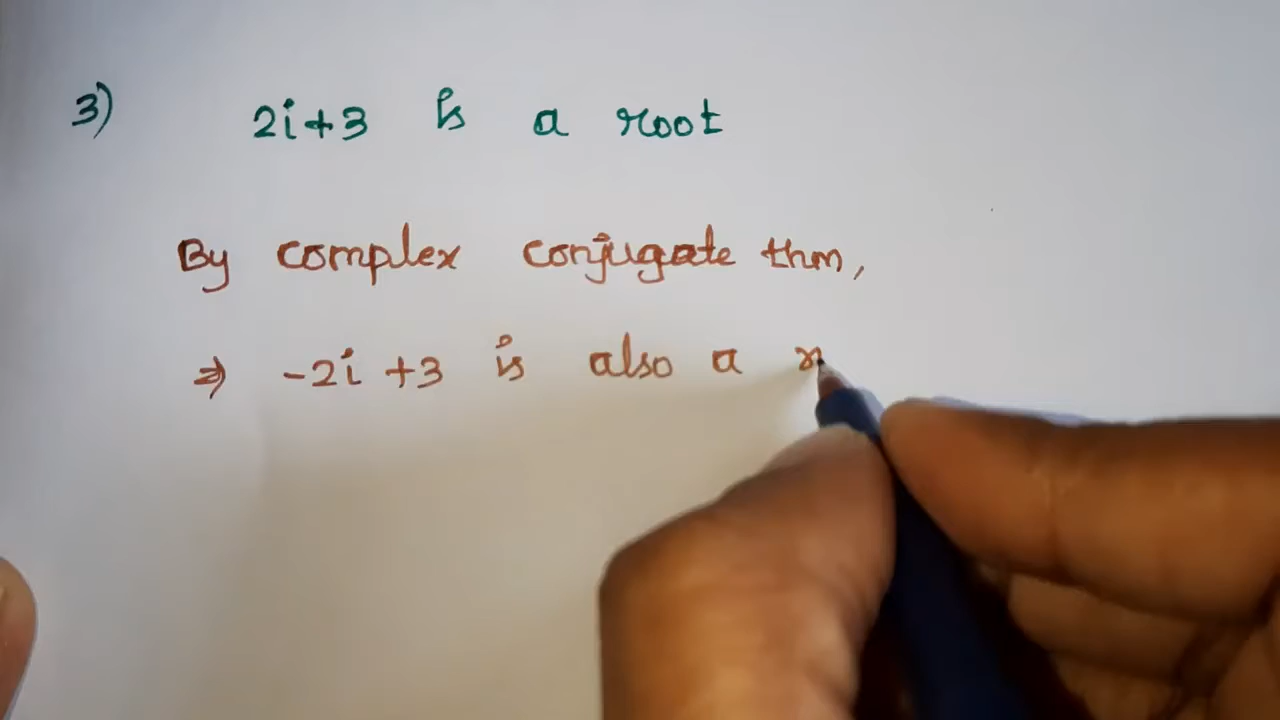 3) 2i+3 is a root
By complex conjugate thm,
⇒ -2i +3 is also a r